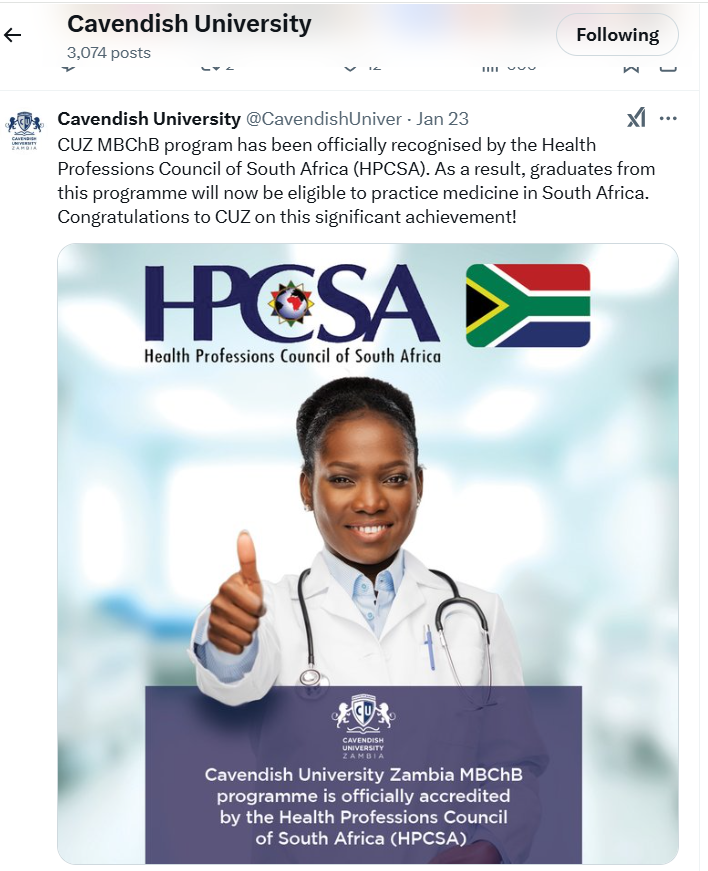 Cavendish University
3,074 posts
Following
Cavendish University @CavendishUniver · Jan 23
CUZ MBChB program has been officially recognised by the Health
Professions Council of South Africa (HPCSA). As a result, graduates from
this programme will now be eligible to practice medicine in South Africa.
Congratulations to CUZ on this significant achievement!
HPCSA
Health Professions Council of South Africa
CU
CAVENDISH
UNIVERSITY
ZAMBIA
Cavendish University Zambia MBChB
programme is officially accredited
by the Health Professions Council
of South Africa (HPCSA)